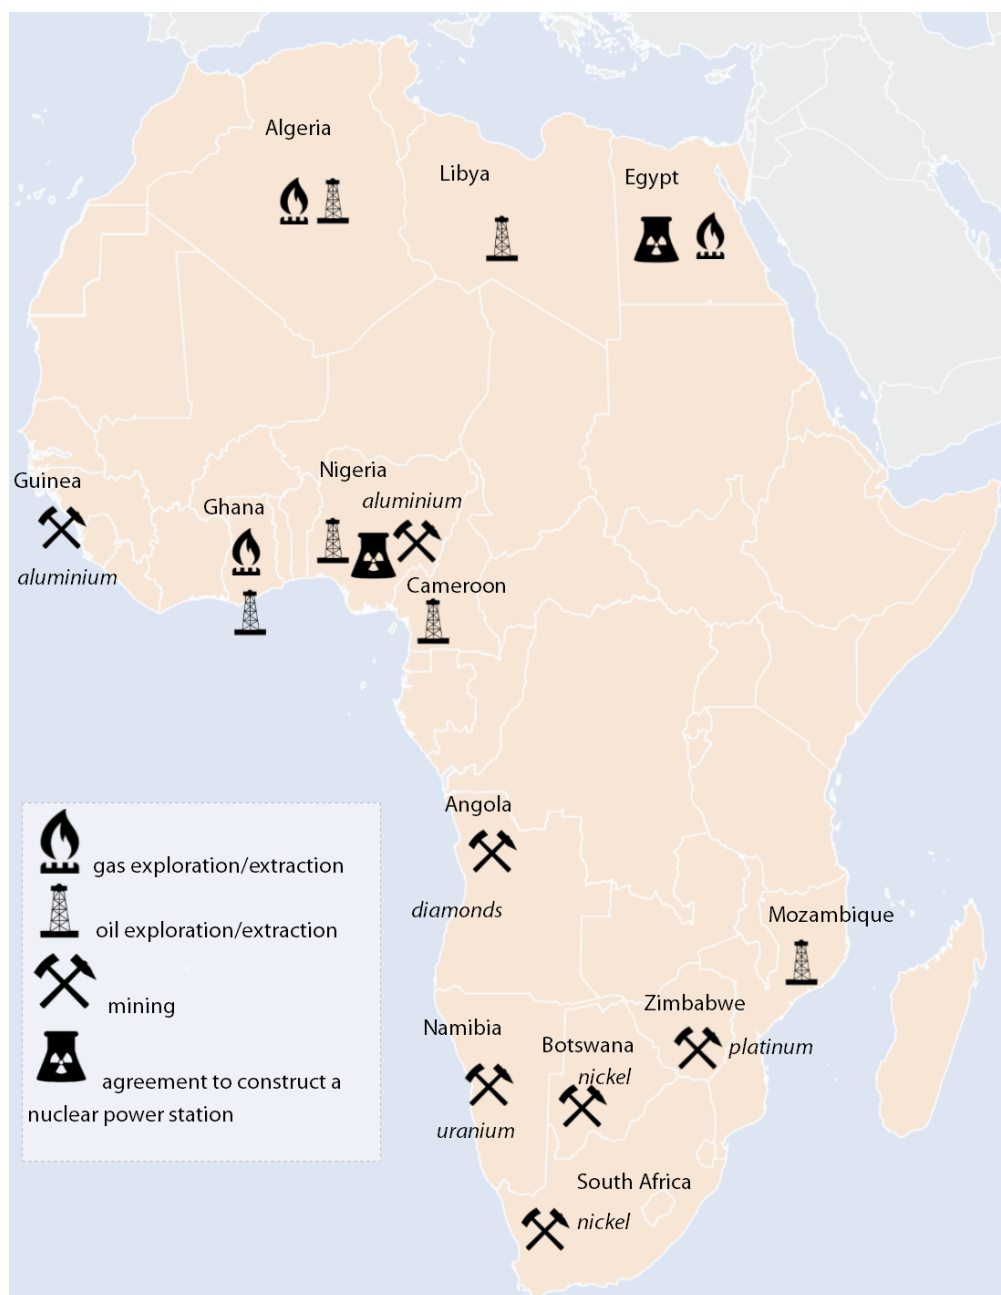 Algeria
Libya
Egypt
Nigeria
aluminium
Guinea
Ghana
aluminium
Cameroon
Angola
diamonds
Mozambique
Zimbabwe
platinum
Namibia
Botswana
nickel
uranium
South Africa
nickel
gas exploration/extraction
oil exploration/extraction
mining
agreement to construct a
nuclear power station